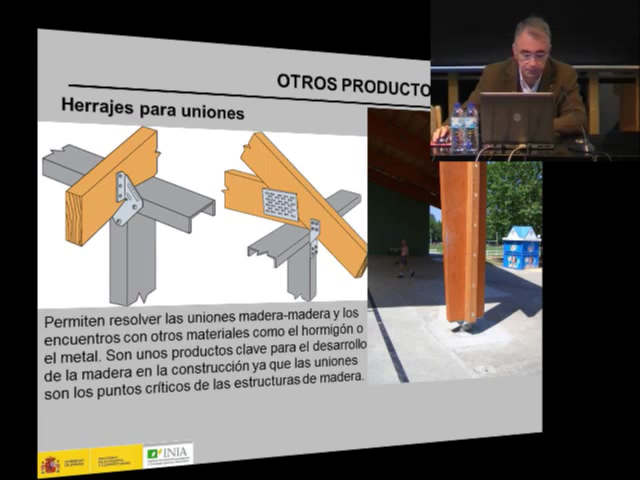 OTROS PRODUCTO
Herrajes para uniones
Permiten resolver las uniones madera-madera y los
encuentros con otros materiales como el hormigón o
el metal. Son unos productos clave para el desarrollo
de la madera en la construcción ya que las uniones
son los puntos críticos de las estructuras de madera.
INIA